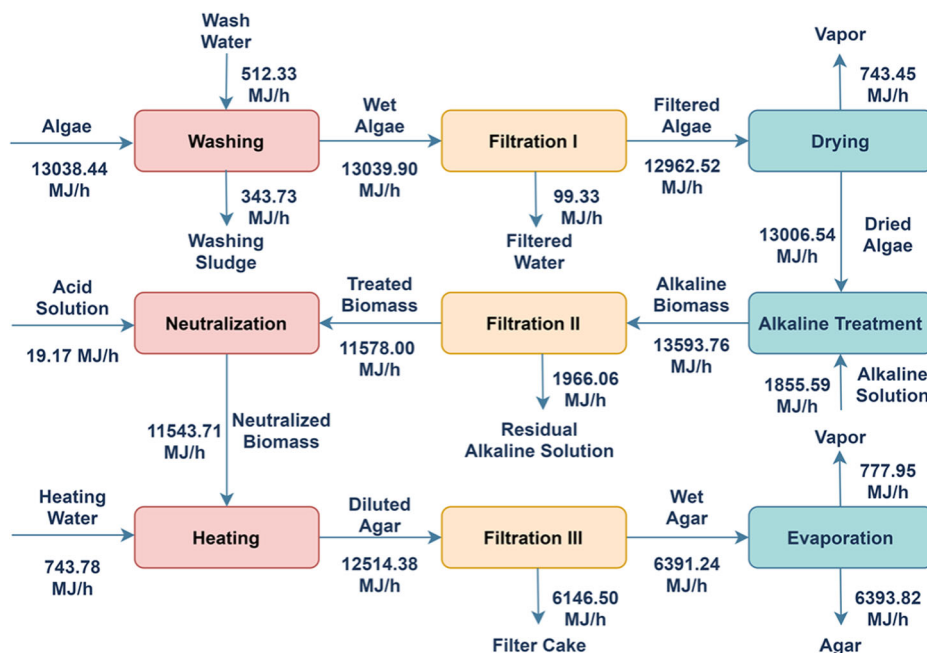 Wash
Water
512.33
MJ/h
Algae
13038.44
MJ/h
Washing
343.73
MJ/h
Washing
Sludge
Wet
Algae
13039.90
MJ/h
Filtration I
99.33
MJ/h
Filtered
Water
Filtered
Algae
12962.52
MJ/h
Vapor
743.45
MJ/h
Drying
13006.54
MJ/h
Dried
Algae
Alkaline Treatment
1855.59
MJ/h
Alkaline
Solution
Alkaline
Biomass
13593.76
MJ/h
Filtration II
1966.06
MJ/h
Residual
Alkaline Solution
Treated
Biomass
11578.00
MJ/h
Acid
Solution
19.17 MJ/h
Neutralization
11543.71
MJ/h
Neutralized
Biomass
Heating
Water
743.78
MJ/h
Heating
Diluted
Agar
12514.38
MJ/h
Filtration III
6146.50
MJ/h
Filter Cake
Wet
Agar
6391.24
MJ/h
Vapor
777.95
MJ/h
Evaporation
6393.82
MJ/h
Agar